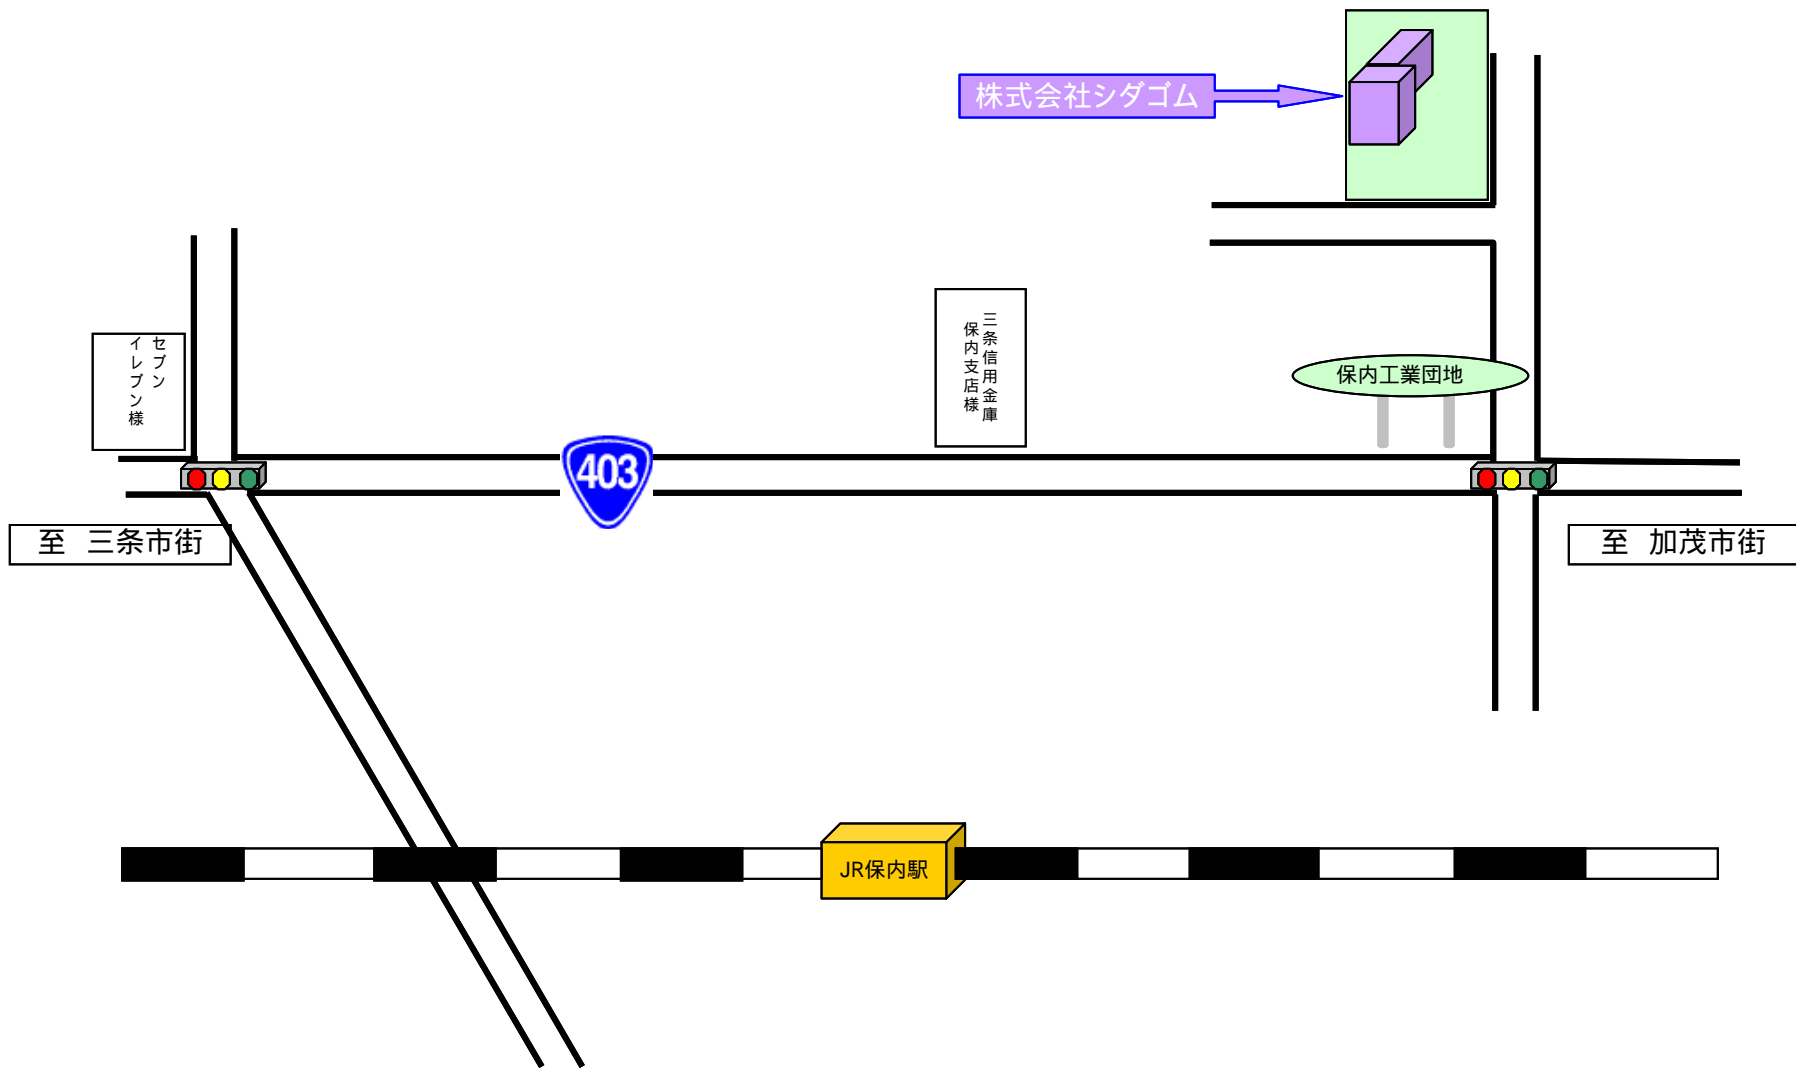 株式会社シダゴム
セブン
イレブン様
三条信用金庫
保内支店様
保内工業団地
403
至 三条市街
至 加茂市街
JR保内駅